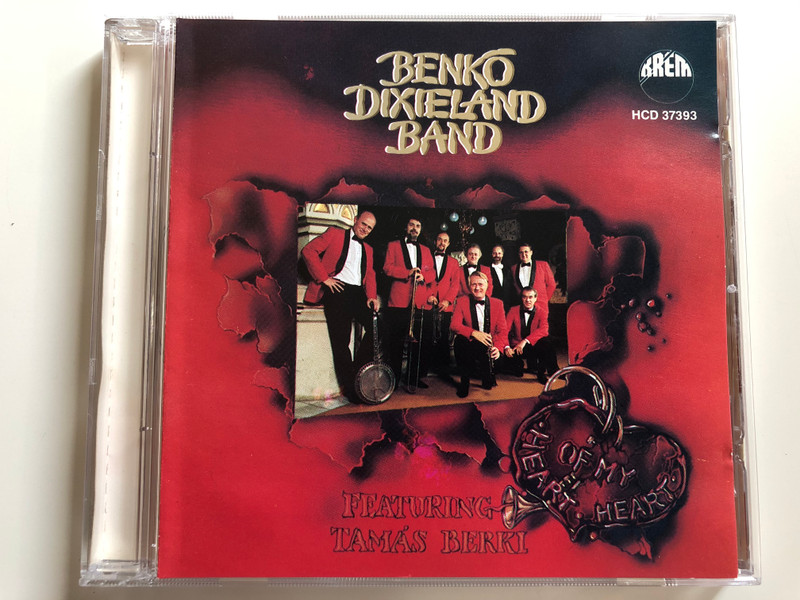 BENKÓ
DIXIELAND
BAND
KRÉM
HCD 37393
HEART OF MY HEART
FEATURING
TAMÁS BERKI